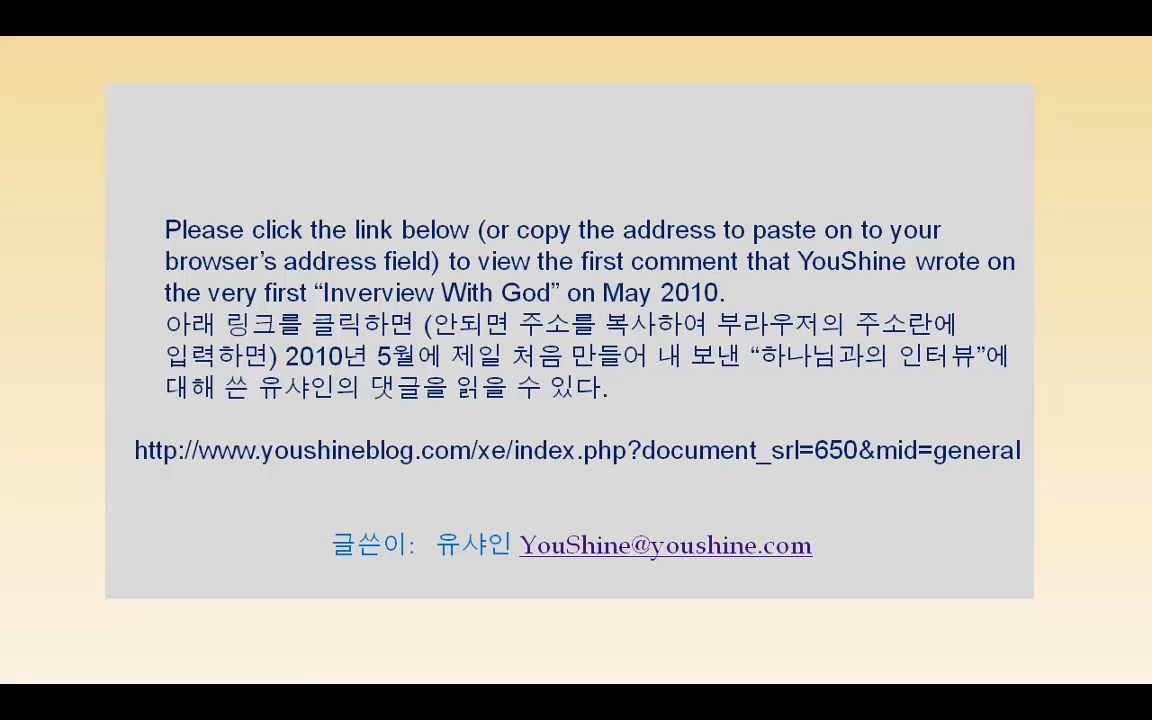 Please click the link below (or copy the address to paste on to your
browser’s address field) to view the first comment that YouShine wrote on
the very first “Inverview With God” on May 2010.
아래 링크를 클릭하면 (안되면 주소를 복사하여 부라우저의 주소란에
입력하면) 2010년 5월에 제일 처음 만들어 내 보낸 “하나님과의 인터뷰”에
대해 쓴 유샤인의 댓글을 읽을 수 있다.
http://www.youshineblog.com/xe/index.php?document_srl=650&mid=general
글쓴이: 유샤인 YouShine@youshine.com